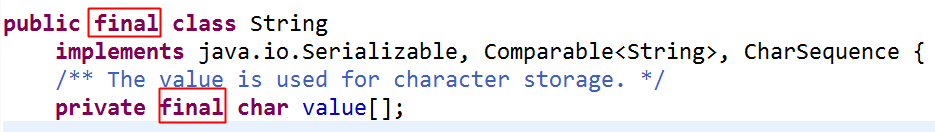 public final class String
implements java.io.Serializable, Comparable<String>, CharSequence {
/** The value is used for character storage. */
private final char value[];